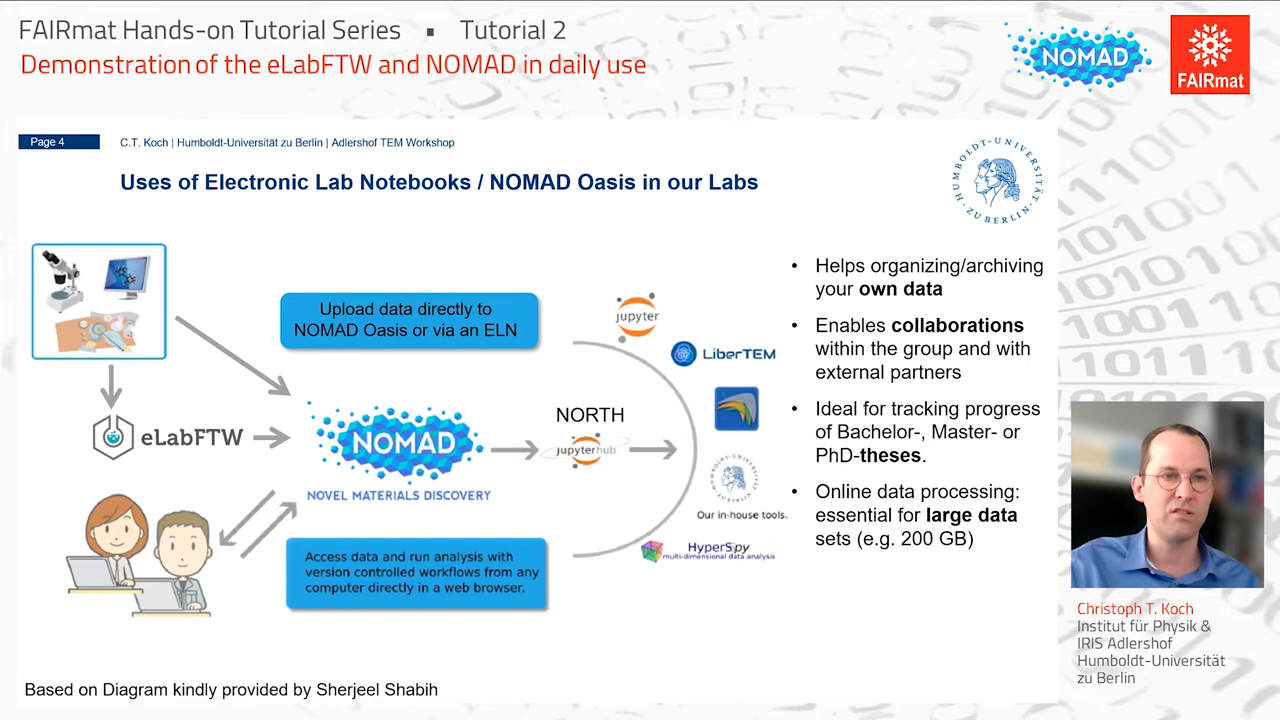 FAIRmat Hands-on Tutorial Series ▪ Tutorial 2
Demonstration of the eLabFTW and NOMAD in daily use
NOMAD
FAIRmat
Page 4
C.T. Koch | Humboldt-Universität zu Berlin | Adlershof TEM Workshop
Uses of Electronic Lab Notebooks / NOMAD Oasis in our Labs
HUMBOLDT-UNIVERSITÄT
ZU BERLIN
Upload data directly to
NOMAD Oasis or via an ELN
jupyter
LiberTEM
eLabFTW
NOMAD
NOVEL MATERIALS DISCOVERY
NORTH
jupyterhub
Our in-house tools.
HyperSpy
multi-dimensional data analysis
Access data and run analysis with
version controlled workflows from any
computer directly in a web browser.
• Helps organizing/archiving
your own data
• Enables collaborations
within the group and with
external partners
• Ideal for tracking progress
of Bachelor-, Master- or
PhD-theses.
• Online data processing:
essential for large data
sets (e.g. 200 GB)
Christoph T. Koch
Institut für Physik &
IRIS Adlershof
Humboldt-Universität
zu Berlin
Based on Diagram kindly provided by Sherjeel Shabih